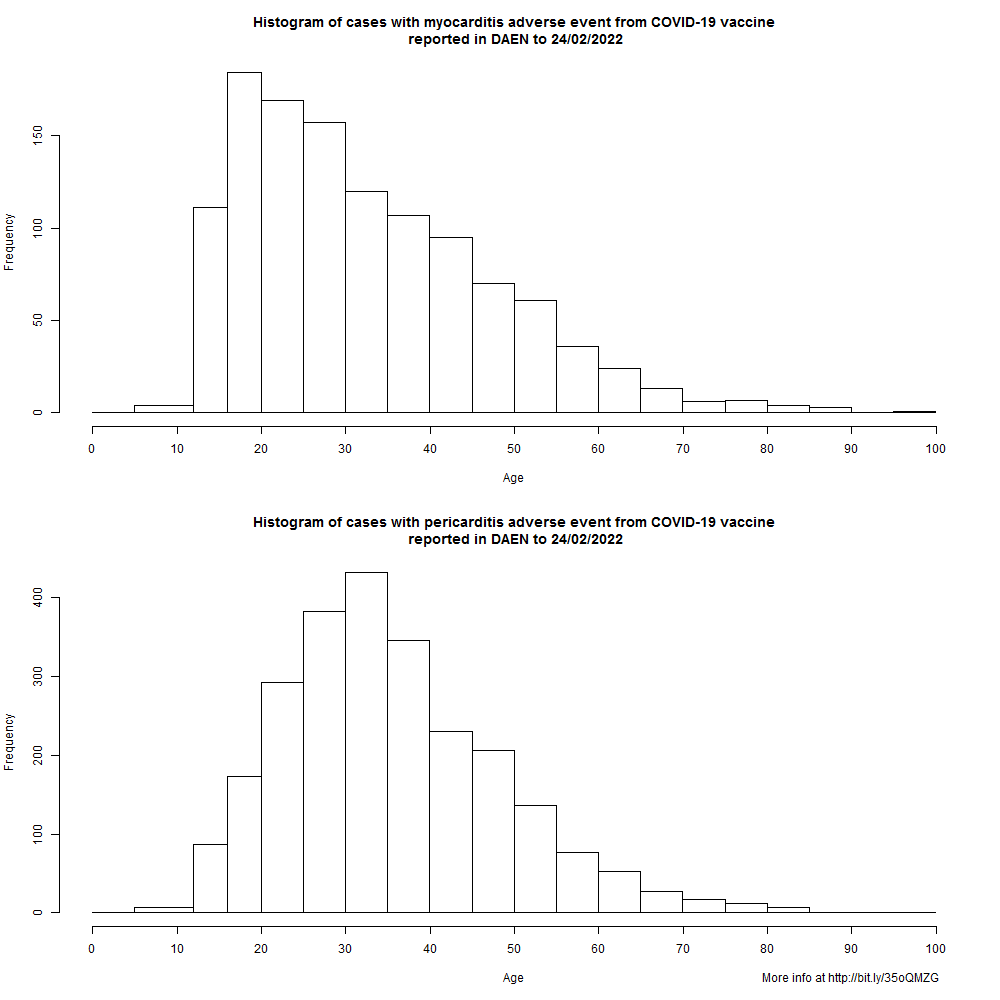 Histogram of cases with myocarditis adverse event from COVID-19 vaccine
reported in DAEN to 24/02/2022
150
100
50
0
Frequency
0 10 20 30 40 50 60 70 80 90 100
Age
Histogram of cases with pericarditis adverse event from COVID-19 vaccine
reported in DAEN to 24/02/2022
400
300
200
100
0
Frequency
0 10 20 30 40 50 60 70 80 90 100
Age
More info at http://bit.ly/35oQMZG